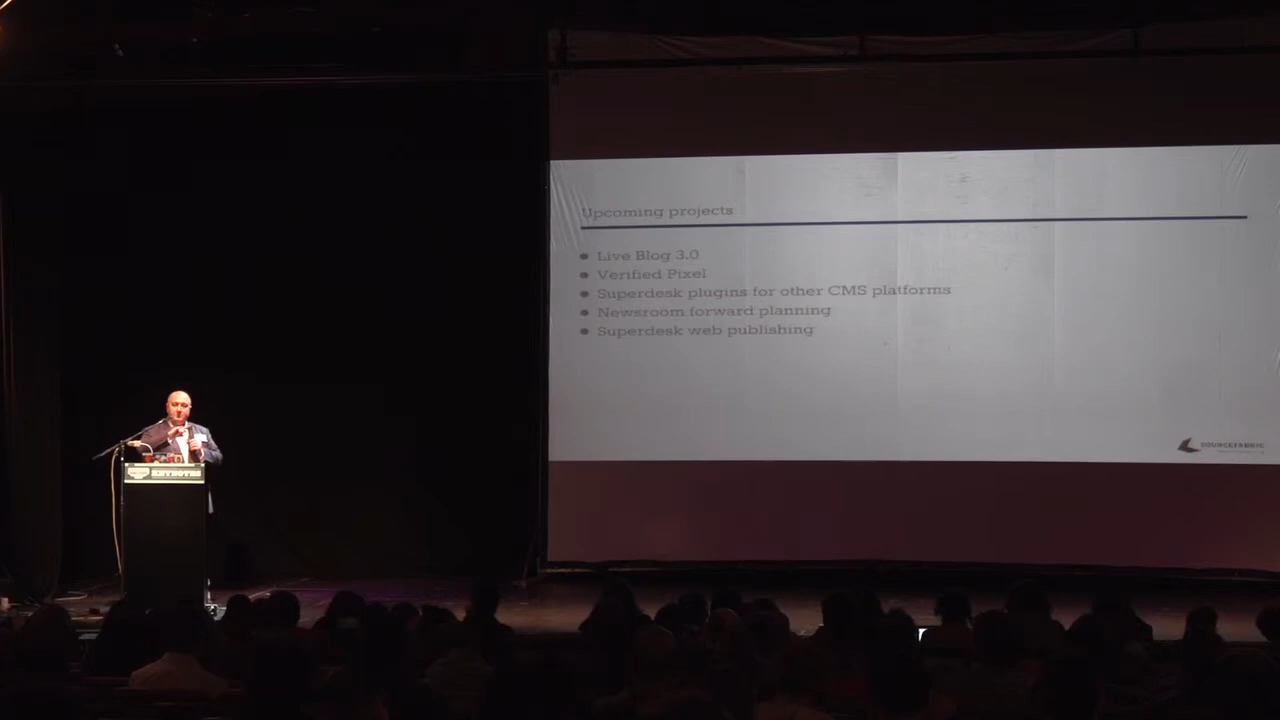 Upcoming projects
● Live Blog 3.0
● Verified Pixel
● Superdesk plugins for other CMS platforms
● Newsroom forward planning
● Superdesk web publishing
SOURCEFABRIC